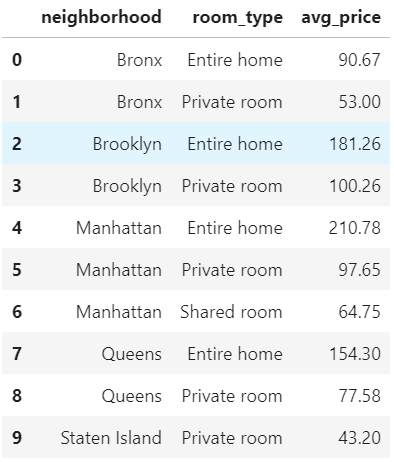 neighborhood room_type avg_price
0 Bronx Entire home 90.67
1 Bronx Private room 53.00
2 Brooklyn Entire home 181.26
3 Brooklyn Private room 100.26
4 Manhattan Entire home 210.78
5 Manhattan Private room 97.65
6 Manhattan Shared room 64.75
7 Queens Entire home 154.30
8 Queens Private room 77.58
9 Staten Island Private room 43.20